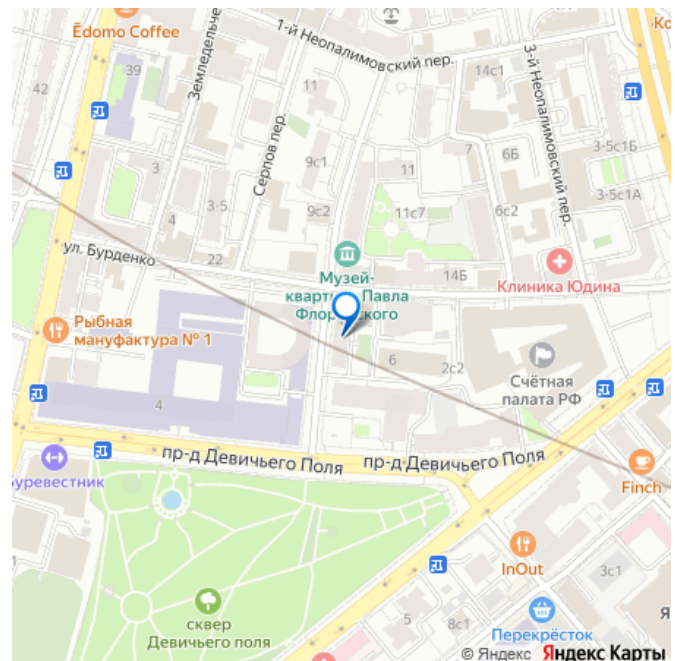 Ēdomo Coffee
1-й Неопалимовский пер.
Ко
39
Земледельче
42
11
14с1
3-й Неопалимовский пер.
Серпов пер.
3
9с1
11
7
6Б
3-5с1Б
3-5
4
9с2
11с7
6с2
3-5с1А
ул. Бурденко
22
Музей-
квартира Павла
Флоренского
14Б
Клиника Юдина
Рыбная
мануфактура № 1
6
2с2
Счётная
палата РФ
4
пр-д Девичьего Поля
пр-д Девичьего Поля
Буревестник
Finch
InOut
3с1
1
сквер
Девичьего поля
5
8с1
Перекрёсток
Я
© Яндекс Яндекс Карты